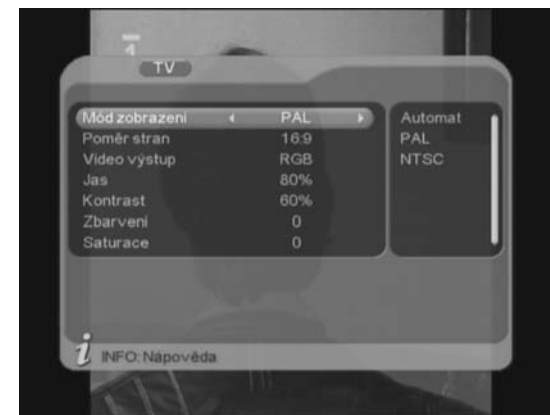 4
TV
Mód zobrazení PAL
Poměr stran 16:9
Video výstup RGB
Jas 80%
Kontrast 60%
Zbarvení 0
Saturace 0
Automat
PAL
NTSC
i INFO: Nápověda